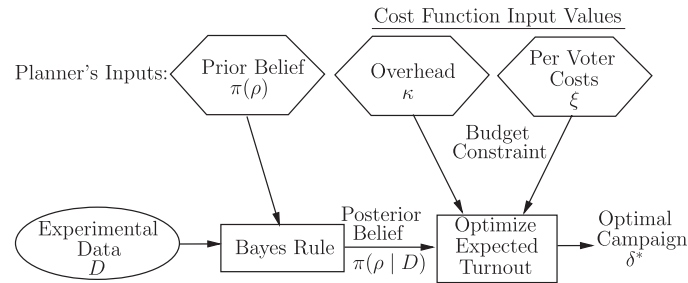 Cost Function Input Values
Planner's Inputs:
Prior Belief
π(ρ)
Overhead
κ
Per Voter
Costs
ξ
Budget
Constraint
Experimental
Data
D
Bayes Rule
Posterior
Belief
π(ρ | D)
Optimize
Expected
Turnout
Optimal
Campaign
δ*